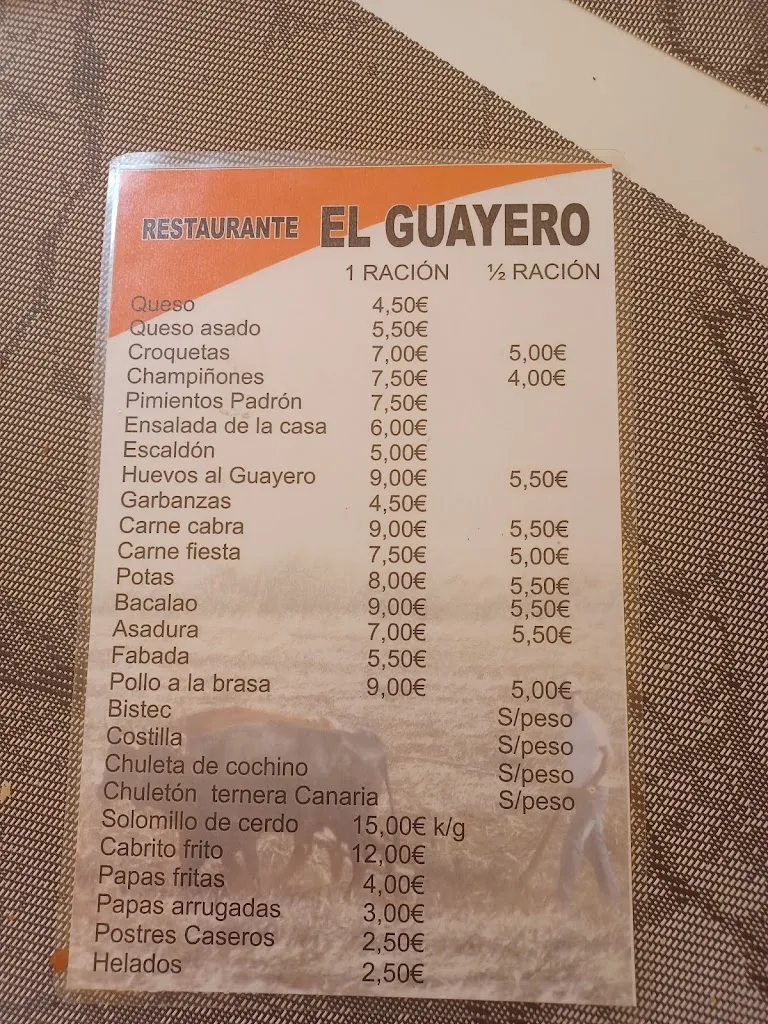 RESTAURANTE EL GUAYERO
1 RACIÓN ½ RACIÓN
Queso 4,50€
Queso asado 5,50€
Croquetas 7,00€ 5,00€
Champiñones 7,50€ 4,00€
Pimientos Padrón 7,50€
Ensalada de la casa 6,00€
Escaldón 5,00€
Huevos al Guayero 9,00€ 5,50€
Garbanzas 4,50€
Carne cabra 9,00€ 5,50€
Carne fiesta 7,50€ 5,00€
Potas 8,00€ 5,50€
Bacalao 9,00€ 5,50€
Asadura 7,00€ 5,50€
Fabada 5,50€
Pollo a la brasa 9,00€ 5,00€
Bistec S/peso
Costilla S/peso
Chuleta de cochino S/peso
Chuletón ternera Canaria S/peso
Solomillo de cerdo 15,00€ k/g
Cabrito frito 12,00€
Papas fritas 4,00€
Papas arrugadas 3,00€
Postres Caseros 2,50€
Helados 2,50€